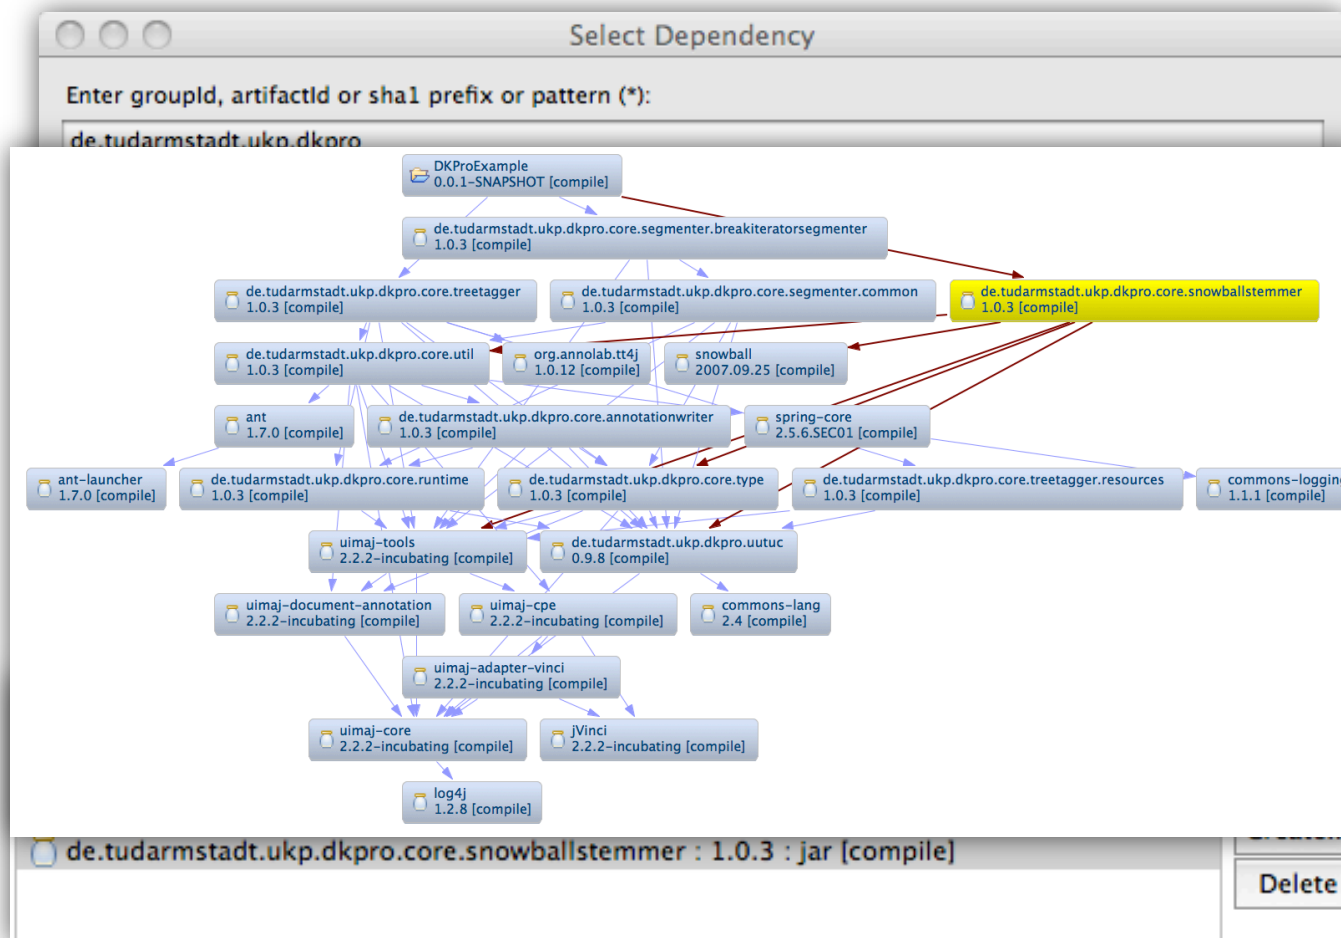 Select Dependency
Enter groupId, artifactId or sha1 prefix or pattern (*):
de.tudarmstadt.ukp.dkpro
DKProExample
0.0.1-SNAPSHOT [compile]
de.tudarmstadt.ukp.dkpro.core.segmenter.breakiteratorsegmenter
1.0.3 [compile]
de.tudarmstadt.ukp.dkpro.core.treetagger
1.0.3 [compile]
de.tudarmstadt.ukp.dkpro.core.segmenter.common
1.0.3 [compile]
de.tudarmstadt.ukp.dkpro.core.snowballstemmer
1.0.3 [compile]
de.tudarmstadt.ukp.dkpro.core.util
1.0.3 [compile]
org.annolab.tt4j
1.0.12 [compile]
snowball
2007.09.25 [compile]
ant
1.7.0 [compile]
de.tudarmstadt.ukp.dkpro.core.annotationwriter
1.0.3 [compile]
spring-core
2.5.6.SEC01 [compile]
ant-launcher
1.7.0 [compile]
de.tudarmstadt.ukp.dkpro.core.runtime
1.0.3 [compile]
de.tudarmstadt.ukp.dkpro.core.type
1.0.3 [compile]
de.tudarmstadt.ukp.dkpro.core.treetagger.resources
1.0.3 [compile]
commons-logging
1.1.1 [compile]
uimaj-tools
2.2.2-incubating [compile]
de.tudarmstadt.ukp.dkpro.uutuc
0.9.8 [compile]
uimaj-document-annotation
2.2.2-incubating [compile]
uimaj-cpe
2.2.2-incubating [compile]
commons-lang
2.4 [compile]
uimaj-adapter-vinci
2.2.2-incubating [compile]
uimaj-core
2.2.2-incubating [compile]
jVinci
2.2.2-incubating [compile]
log4j
1.2.8 [compile]
de.tudarmstadt.ukp.dkpro.core.snowballstemmer : 1.0.3 : jar [compile]
Delete